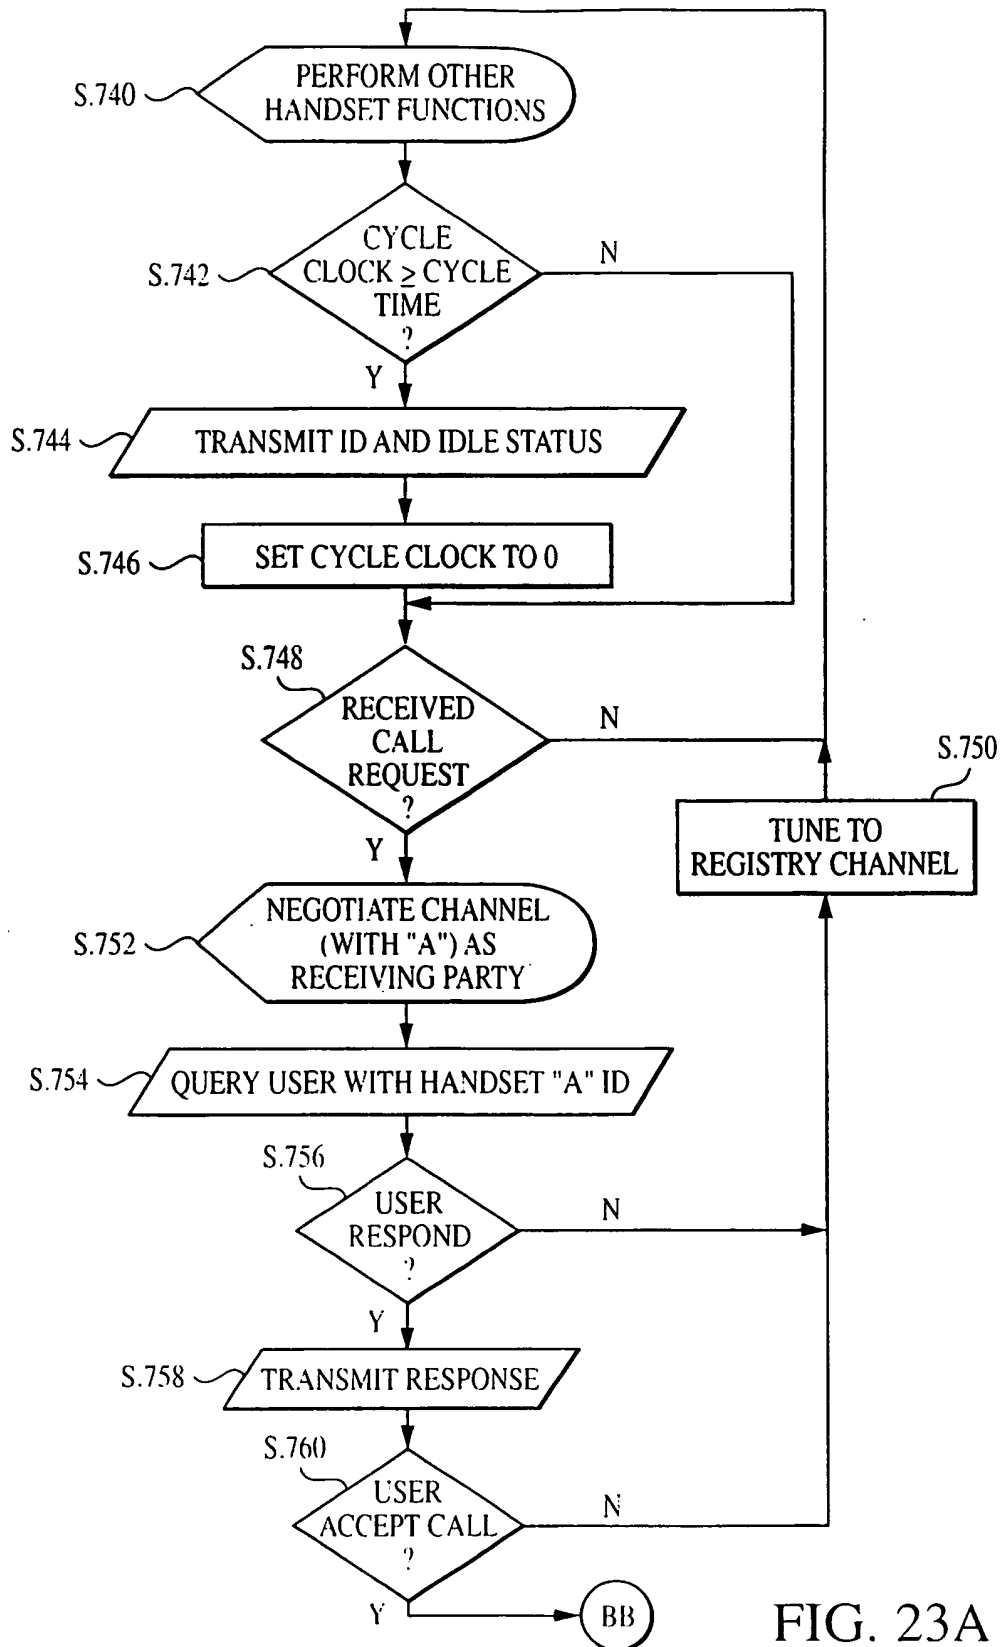 S.740
PERFORM OTHER
HANDSET FUNCTIONS
S.742
CYCLE
CLOCK ≥ CYCLE
TIME
?
N
Y
S.744
TRANSMIT ID AND IDLE STATUS
S.746
SET CYCLE CLOCK TO 0
S.748
RECEIVED
CALL
REQUEST
?
N
Y
S.750
TUNE TO
REGISTRY CHANNEL
S.752
NEGOTIATE CHANNEL
(WITH "A") AS
RECEIVING PARTY
S.754
QUERY USER WITH HANDSET "A" ID
S.756
USER
RESPOND
?
N
Y
S.758
TRANSMIT RESPONSE
S.760
USER
ACCEPT CALL
?
N
Y
BB
FIG. 23A